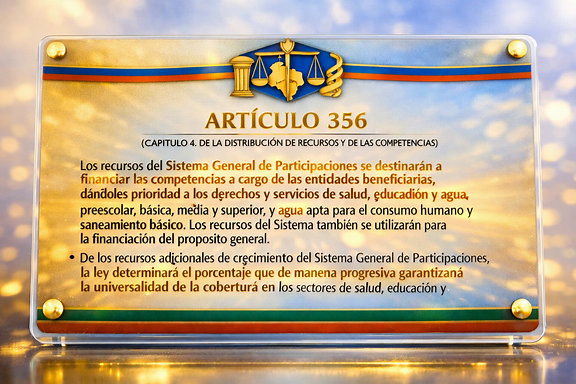 ARTÍCULO 356
(CAPITULO 4. DE LA DISTRIBUCIÓN DE RECURSOS Y DE LAS COMPETENCIAS)
Los recursos del Sistema General de Participaciones se destinarán a
financiar las competencias a cargo de las entidades beneficiarias,
dándoles prioridad a los derechos y servicios de salud, educadión y agua,
preescolar, básica, media y superior, y agua apta para el consumo humano y
saneamiento básico. Los recursos del Sistema también se utilizarán para
la financiación del proposito general.
• De los recursos adicionales de crecimiento del Sistema General de Participaciones,
la ley determinará el porcentaje que de manena progresiva garantizaná
la universalidad de la coberturá en los sectores de salud, educación y